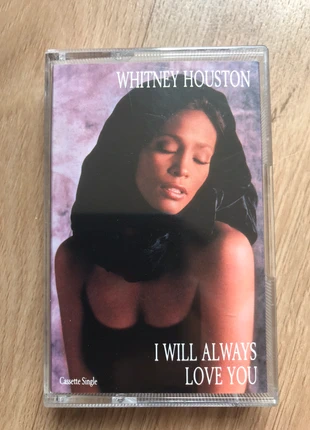 WHITNEY HOUSTON
I WILL ALWAYS
LOVE YOU
Cassette Single